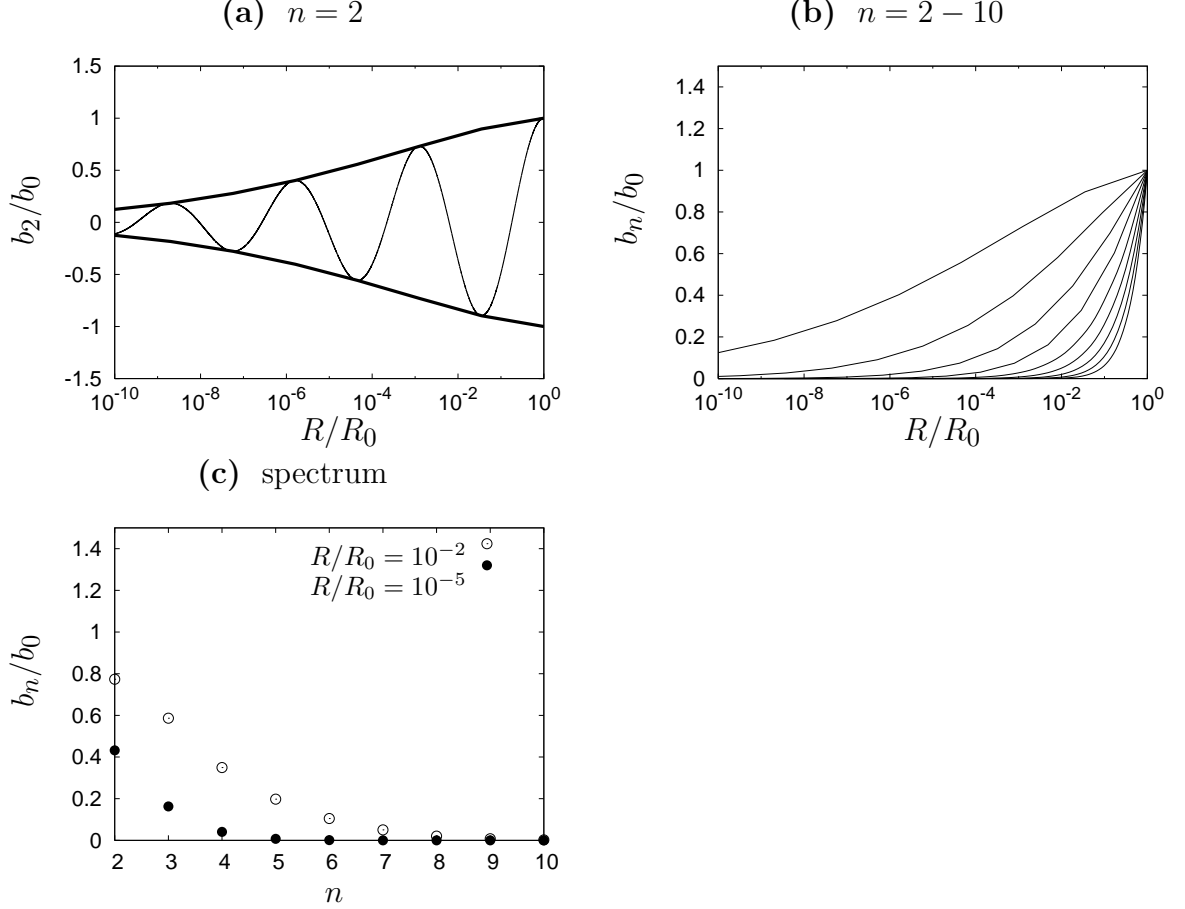 (a) n = 2
(b) n = 2 − 10
1.5
1
0.5
0
-0.5
-1
-1.5
b₂/b₀
10⁻¹⁰ 10⁻⁸ 10⁻⁶ 10⁻⁴ 10⁻² 10⁰
R/R₀
1.4
1.2
1
0.8
0.6
0.4
0.2
0
bₙ/b₀
10⁻¹⁰ 10⁻⁸ 10⁻⁶ 10⁻⁴ 10⁻² 10⁰
R/R₀
(c) spectrum
1.4
1.2
1
0.8
0.6
0.4
0.2
0
bₙ/b₀
R/R₀ = 10⁻²
R/R₀ = 10⁻⁵
2 3 4 5 6 7 8 9 10
n